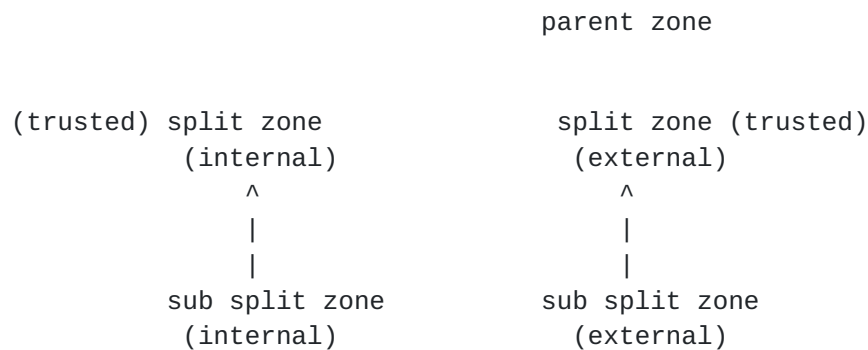 parent zone
(trusted) split zone split zone (trusted)
(internal) (external)
^ ^
| |
| |
sub split zone sub split zone
(internal) (external)